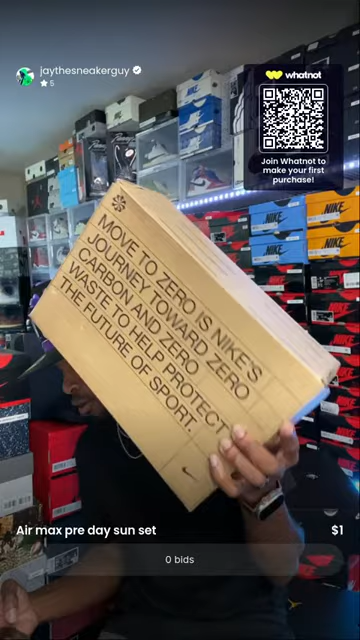 jaythesneakerguy
5
whatnot
Join Whatnot to
make your first
purchase!
NIKE
NIKE
NIKE
NIKE
MOVE TO ZERO IS NIKE'S
JOURNEY TOWARD ZERO
CARBON AND ZERO
WASTE TO HELP PROTECT
THE FUTURE OF SPORT.
Air max pre day sun set
$1
0 bids